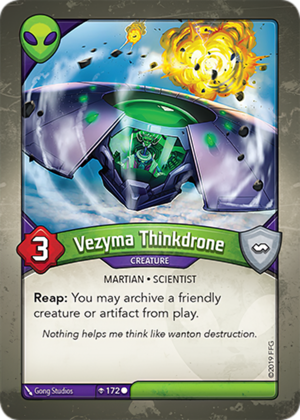 Vezyma Thinkdrone
3
CREATURE
MARTIAN • SCIENTIST
Reap: You may archive a friendly
creature or artifact from play.
Nothing helps me think like wanton destruction.
Gong Studios
172
©2019 FFG